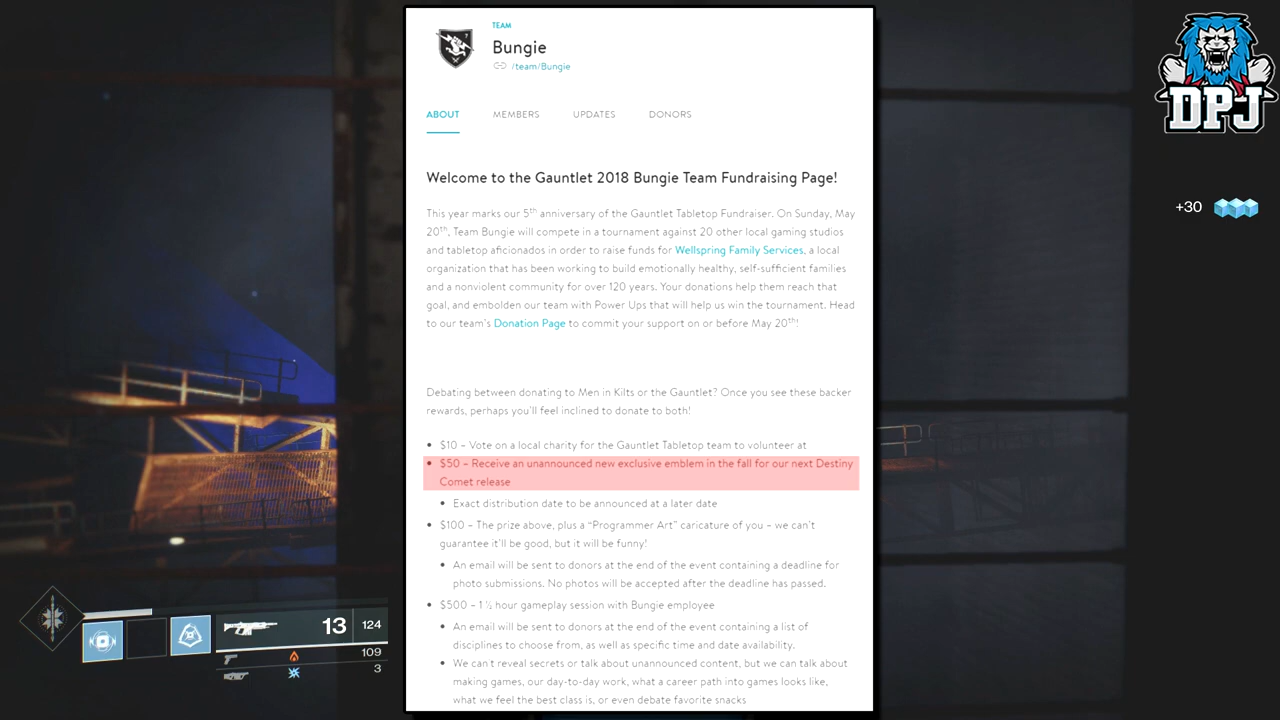 TEAM
Bungie
/team/Bungie
ABOUT MEMBERS UPDATES DONORS
Welcome to the Gauntlet 2018 Bungie Team Fundraising Page!
This year marks our 5th anniversary of the Gauntlet Tabletop Fundraiser. On Sunday, May
20th, Team Bungie will compete in a tournament against 20 other local gaming studios
and tabletop aficionados in order to raise funds for Wellspring Family Services, a local
organization that has been working to build emotionally healthy, self-sufficient families
and a nonviolent community for over 120 years. Your donations help them reach that
goal, and embolden our team with Power Ups that will help us win the tournament. Head
to our team's Donation Page to commit your support on or before May 20th!
Debating between donating to Men in Kilts or the Gauntlet? Once you see these backer
rewards, perhaps you'll feel inclined to donate to both!
• $10 – Vote on a local charity for the Gauntlet Tabletop team to volunteer at
• $50 – Receive an unannounced new exclusive emblem in the fall for our next Destiny
Comet release
• Exact distribution date to be announced at a later date
• $100 – The prize above, plus a "Programmer Art" caricature of you – we can't
guarantee it'll be good, but it will be funny!
• An email will be sent to donors at the end of the event containing a deadline for
photo submissions. No photos will be accepted after the deadline has passed.
• $500 – 1 ½ hour gameplay session with Bungie employee
• An email will be sent to donors at the end of the event containing a list of
disciplines to choose from, as well as specific time and date availability.
• We can't reveal secrets or talk about unannounced content, but we can talk about
making games, our day-to-day work, what a career path into games looks like,
what we feel the best class is, or even debate favorite snacks
DPJ
+30
13 124
109
3